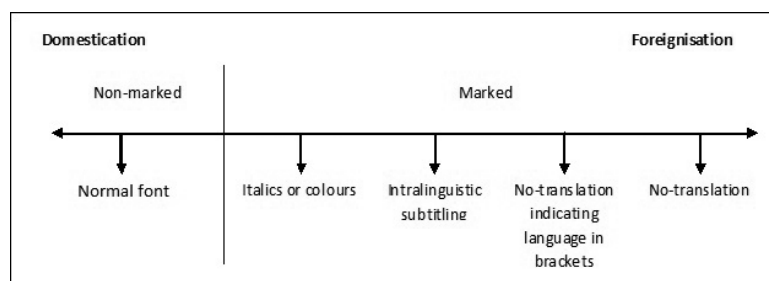 Domestication Foreignisation
Non-marked Marked
Normal font
Italics or colours
Intralinguistic
subtitling
No-translation
indicating
language in
brackets
No-translation